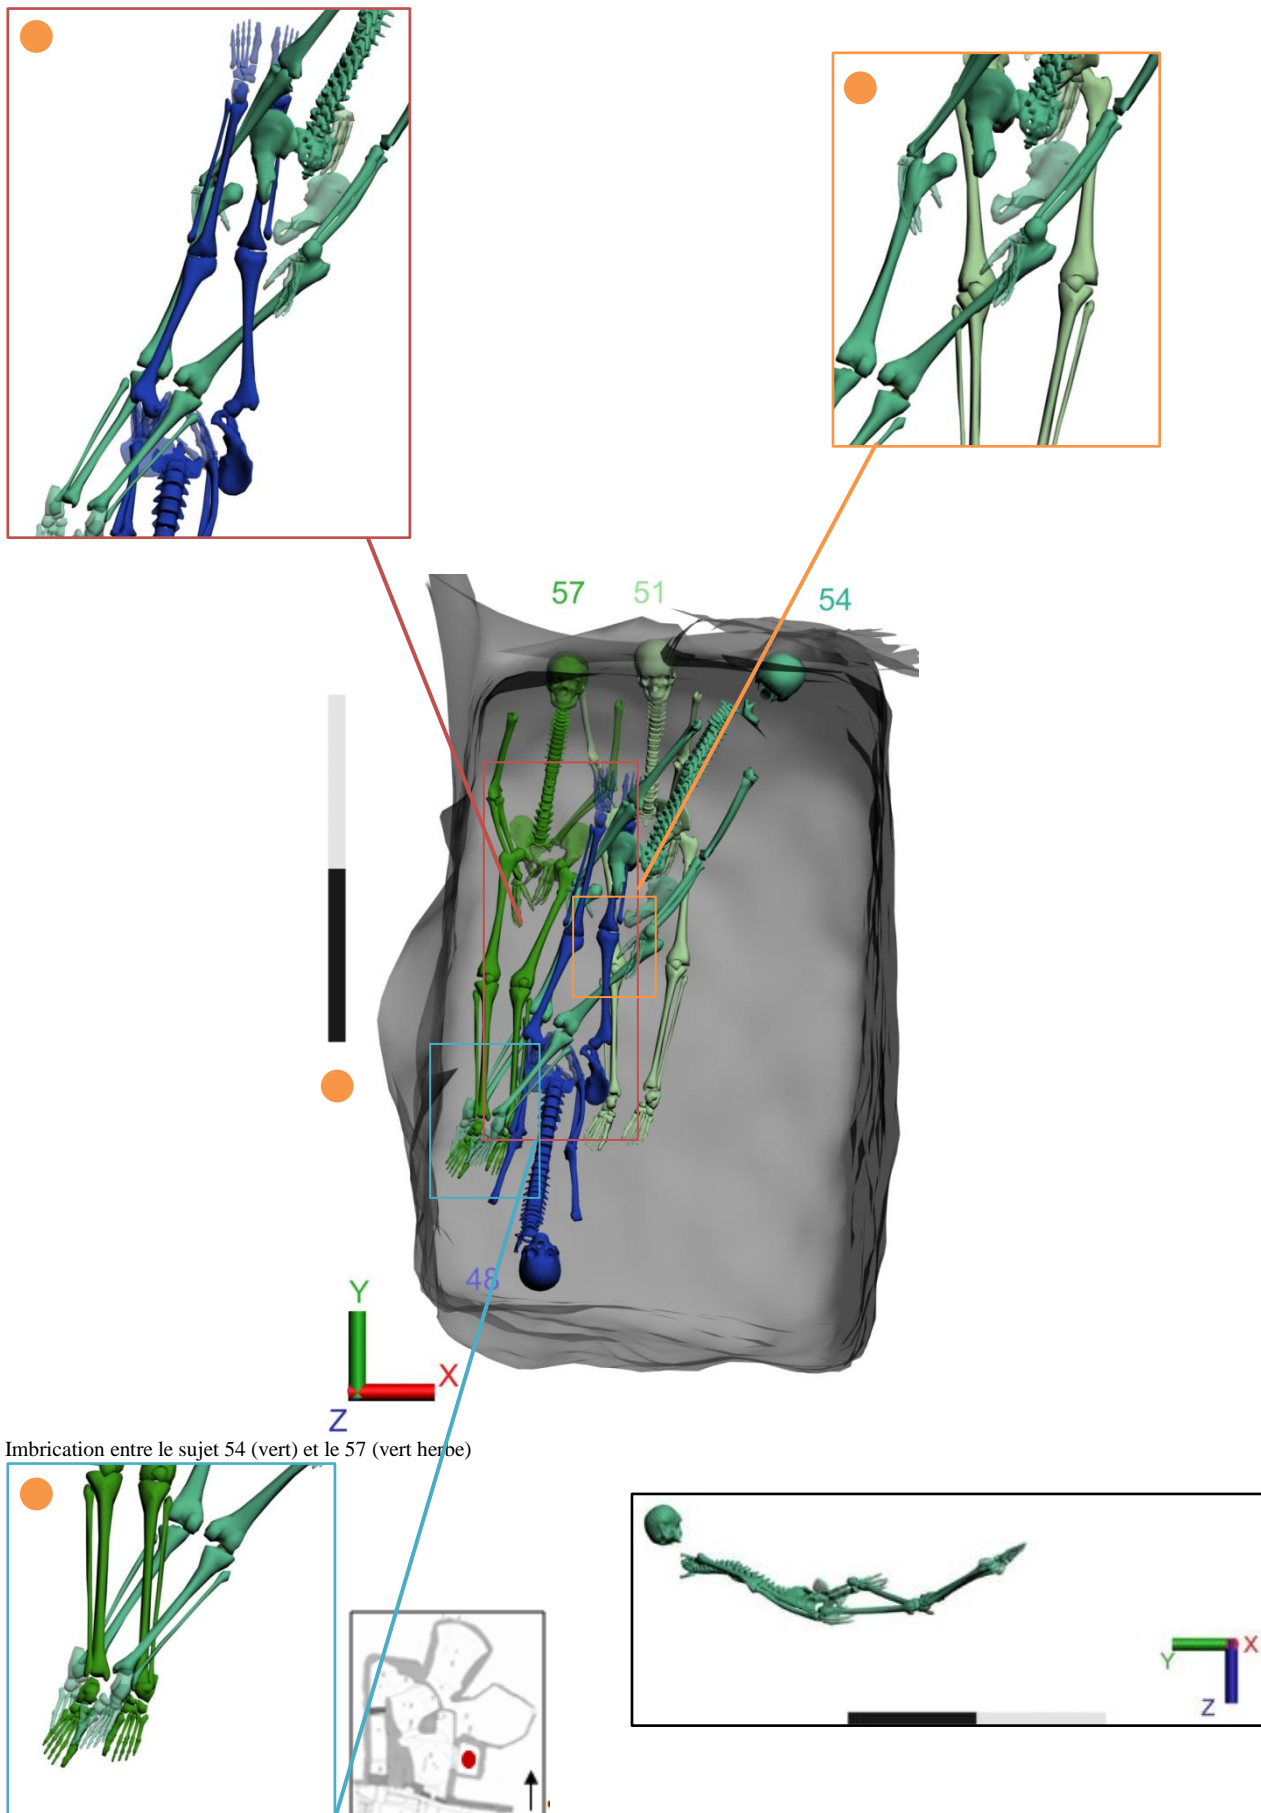 57 51 54
48
Y
X
Z
Imbrication entre le sujet 54 (vert) et le 57 (vert herbe)
Y X
Z